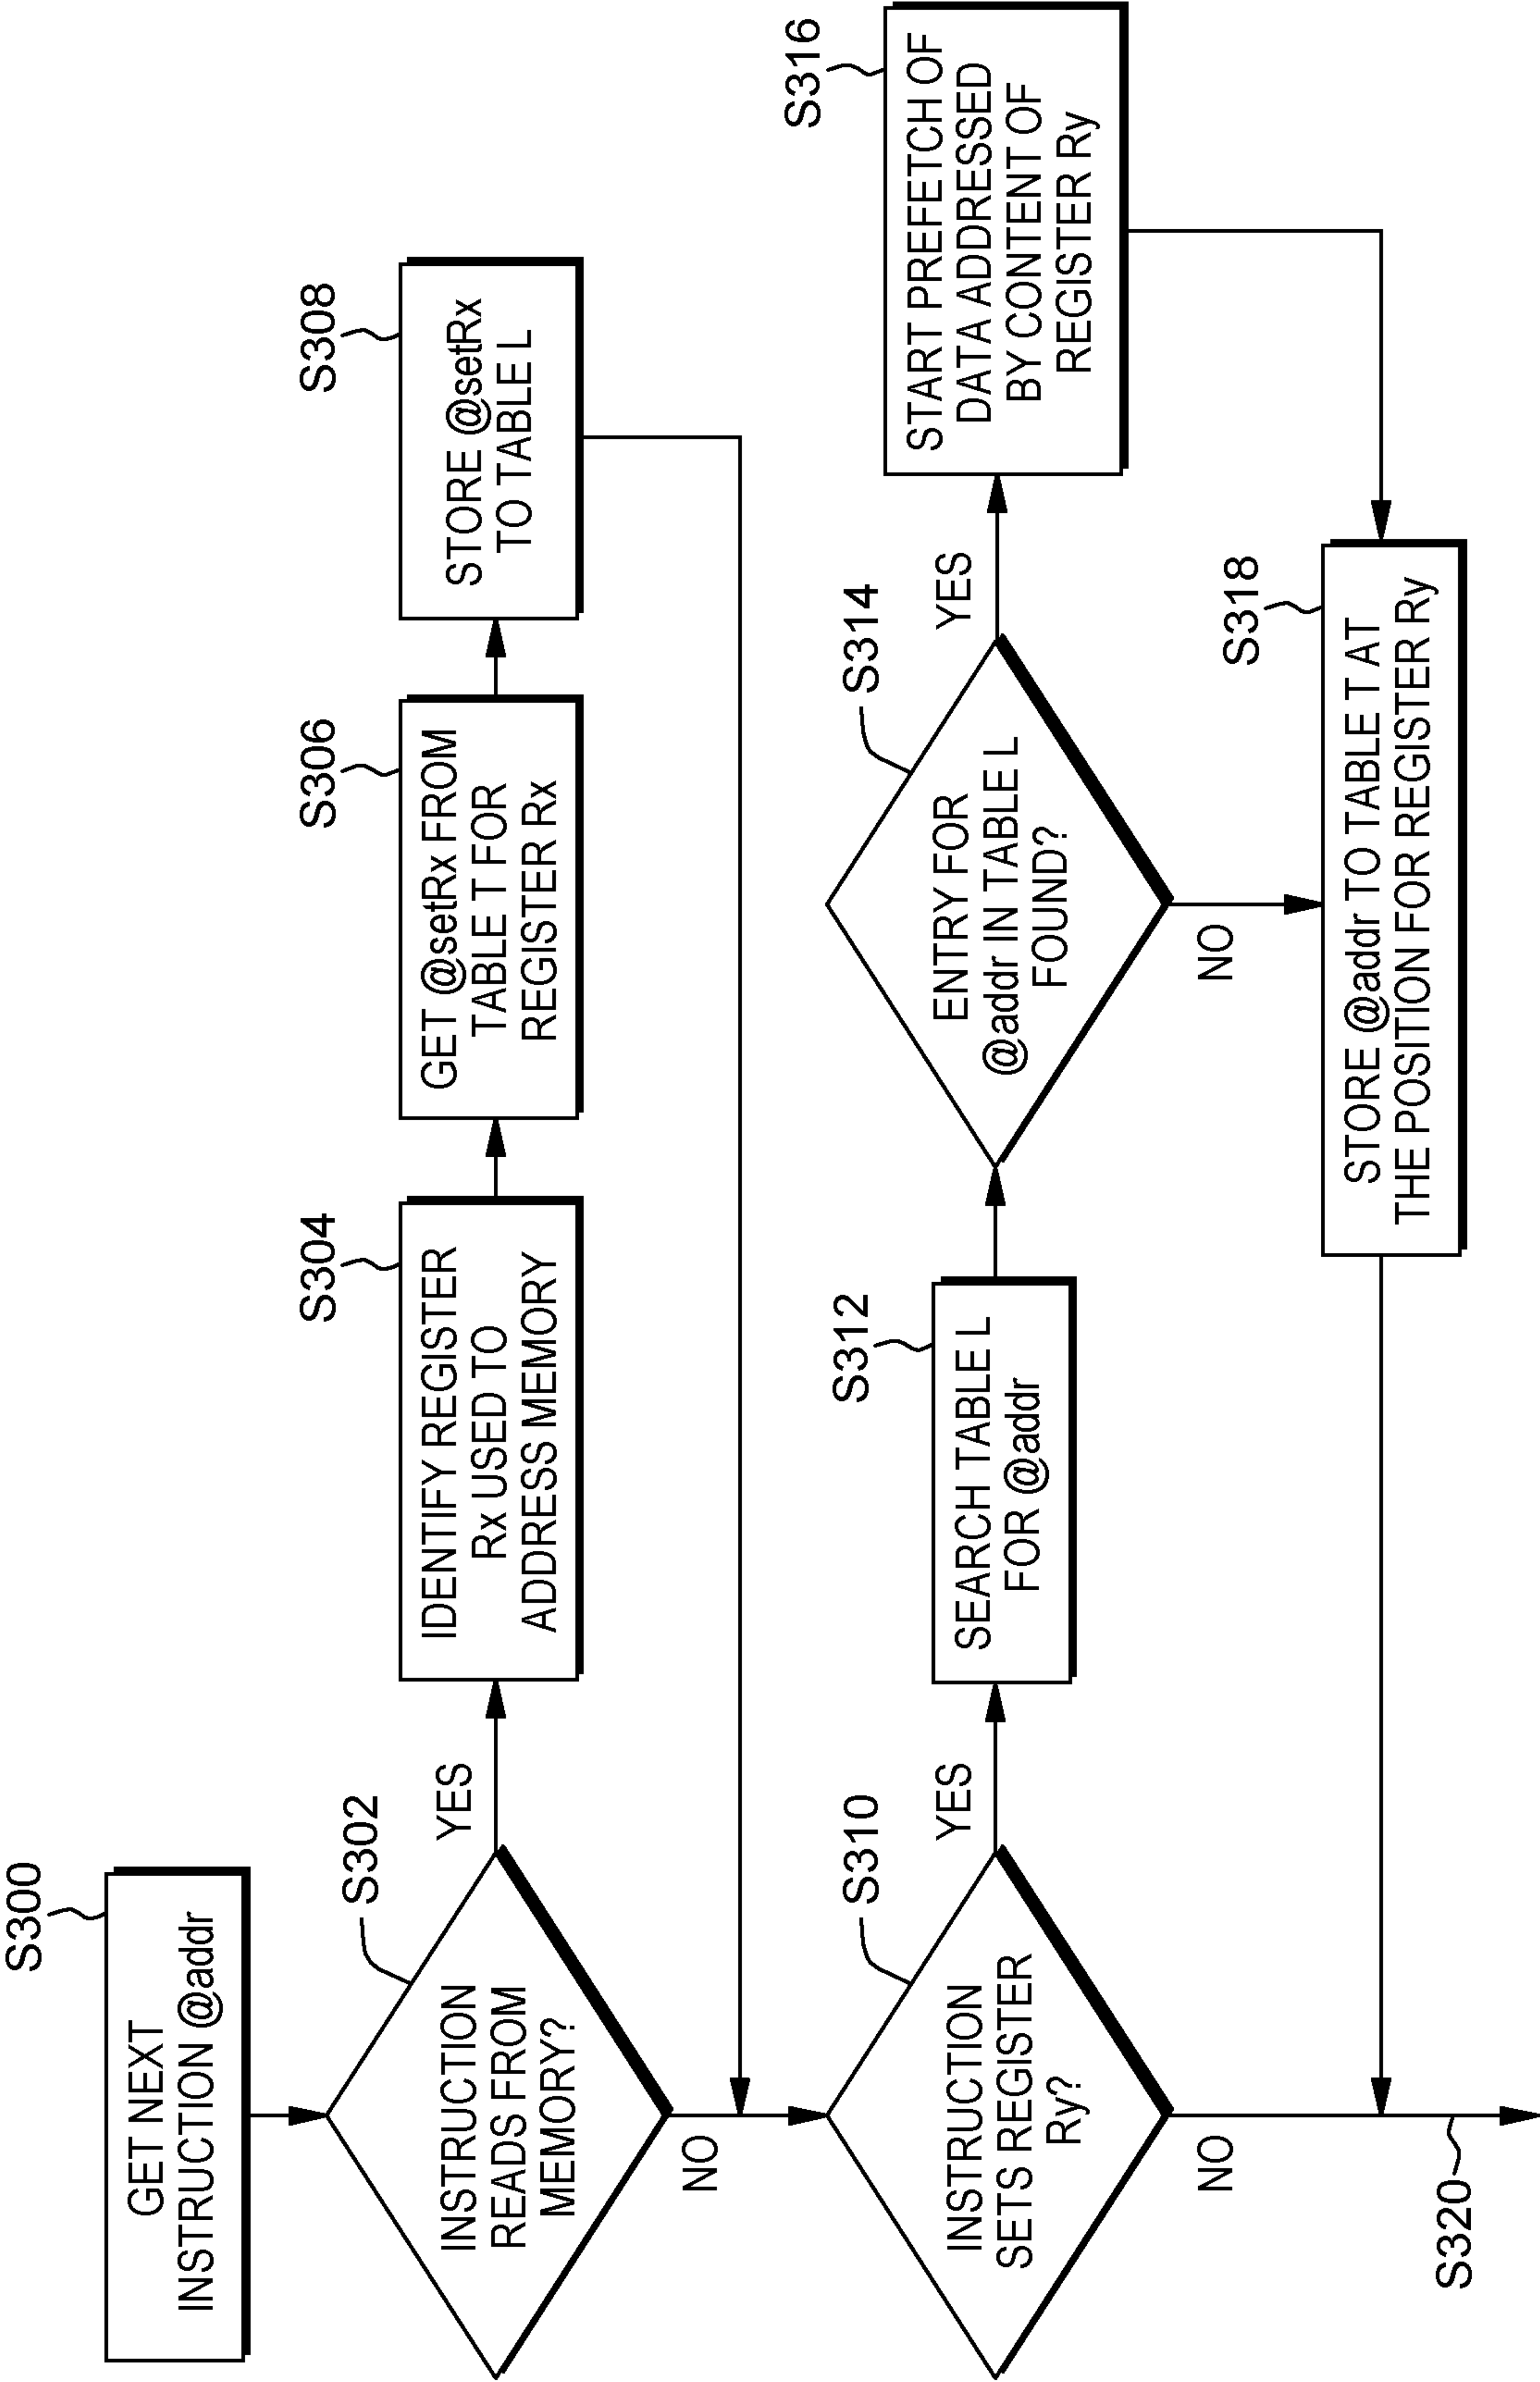 S300
GET NEXT
INSTRUCTION @addr
S302
INSTRUCTION
READS FROM
MEMORY?
YES
NO
S304
IDENTIFY REGISTER
Rx USED TO
ADDRESS MEMORY
S306
GET @setRx FROM
TABLE T FOR
REGISTER Rx
S308
STORE @setRx
TO TABLE L
S310
INSTRUCTION
SETS REGISTER
Ry?
YES
NO
S312
SEARCH TABLE L
FOR @addr
S314
ENTRY FOR
@addr IN TABLE L
FOUND?
YES
NO
S316
START PREFETCH OF
DATA ADDRESSED
BY CONTENT OF
REGISTER Ry
S318
STORE @addr TO TABLE T AT
THE POSITION FOR REGISTER Ry
S320